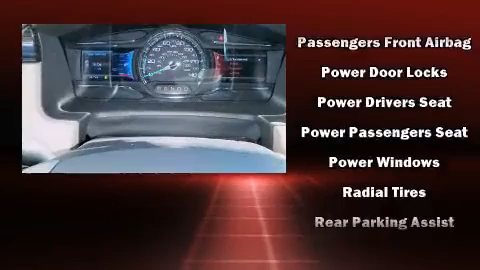 Passengers Front Airbag
Power Door Locks
Power Drivers Seat
Power Passengers Seat
Power Windows
Radial Tires
Rear Parking Assist